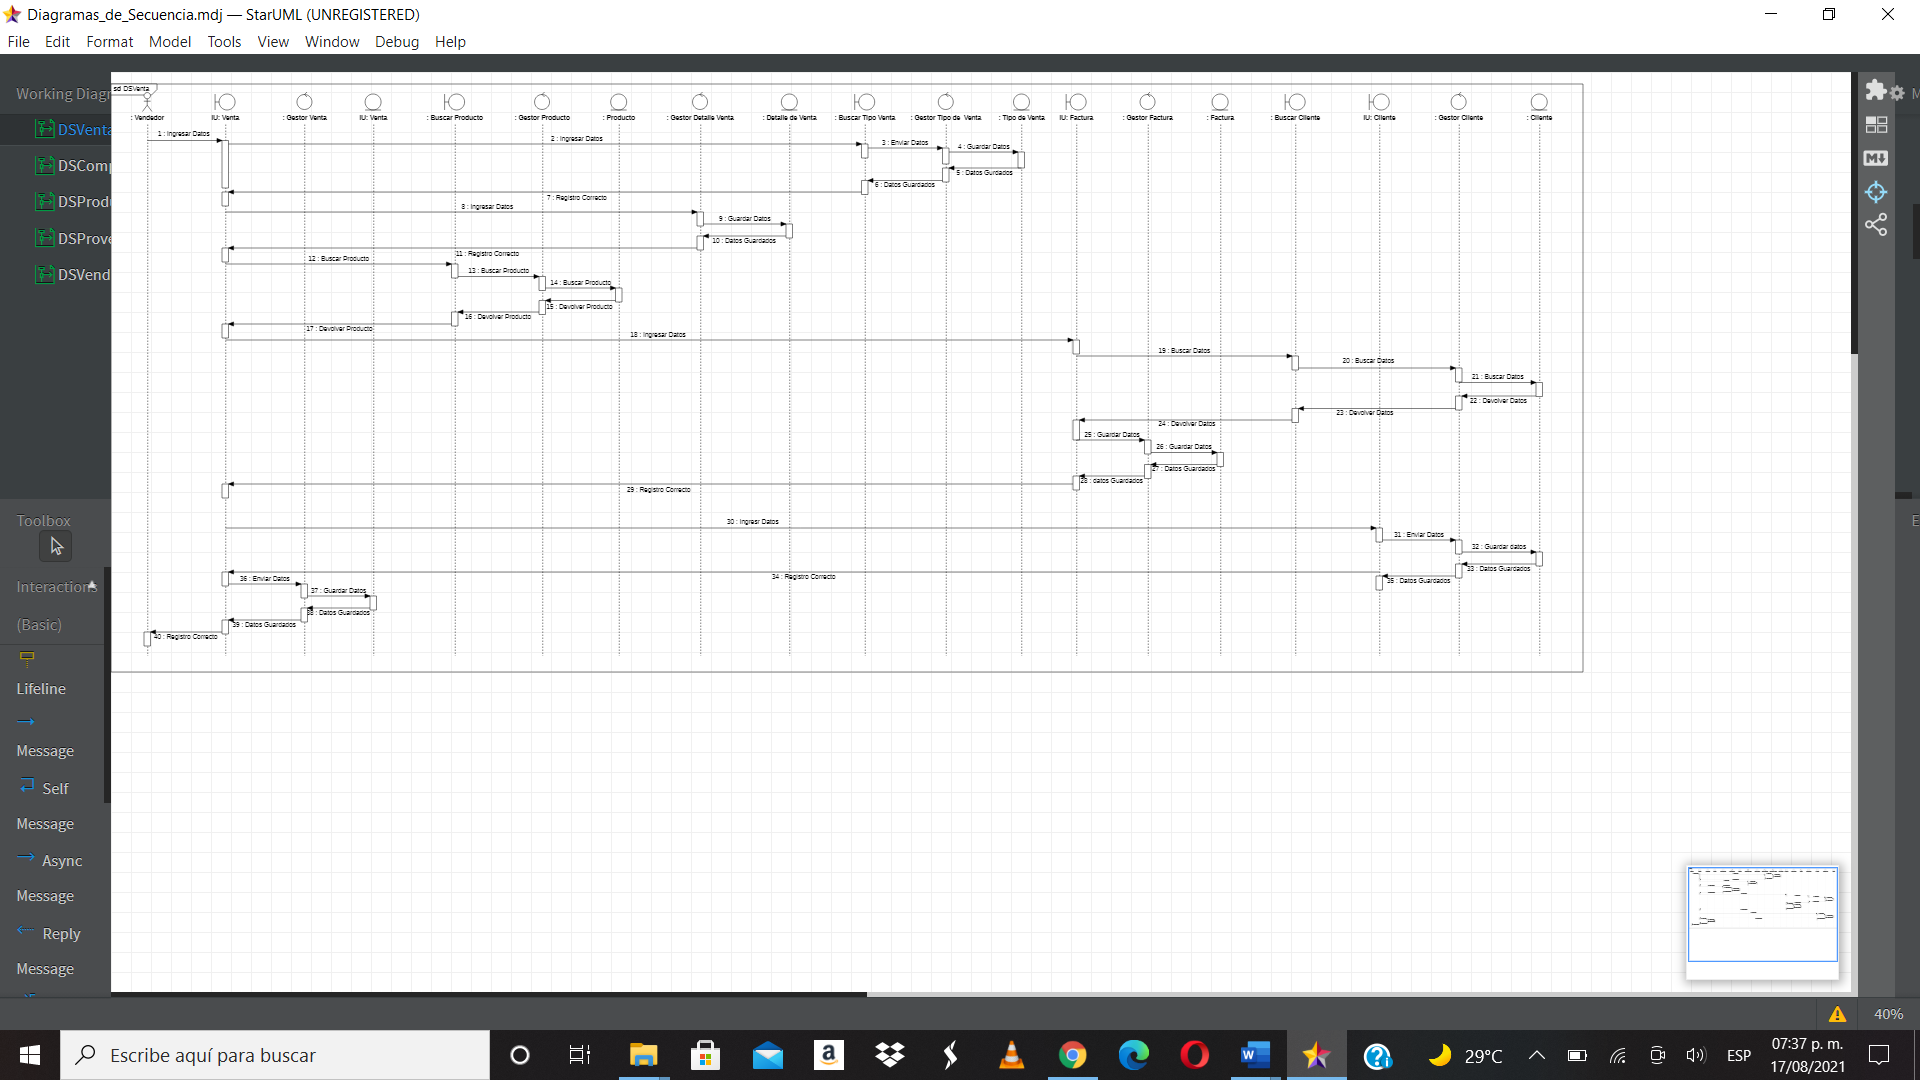 Diagramas_de_Secuencia.mdj — StarUML (UNREGISTERED)
File Edit Format Model Tools View Window Debug Help
Working Diagr
DSVenta
DSComp
DSProdu
DSProve
DSVend
sd DSVenta
: Vendedor
IU: Venta
: Gestor Venta
IU: Venta
: Buscar Producto
: Gestor Producto
: Producto
: Gestor Detalle Venta
: Detalle de Venta
: Buscar Tipo Venta
: Gestor Tipo de Venta
: Tipo de Venta
IU: Factura
: Gestor Factura
: Factura
: Buscar Cliente
IU: Cliente
: Gestor Cliente
: Cliente
1 : Ingresar Datos
2 : Ingresar Datos
3 : Enviar Datos
4 : Guardar Datos
5 : Datos Gurdados
6 : Datos Guardados
7 : Registro Correcto
8 : Ingresar Datos
9 : Guardar Datos
10 : Datos Guardados
11 : Registro Correcto
12 : Buscar Producto
13 : Buscar Producto
14 : Buscar Producto
15 : Devolver Producto
16 : Devolver Producto
17 : Devolver Producto
18 : Ingresar Datos
19 : Buscar Datos
20 : Buscar Datos
21 : Buscar Datos
22 : Devolver Datos
23 : Devolver Datos
24 : Devolver Datos
25 : Guardar Datos
26 : Guardar Datos
27 : Datos Guardados
28 : datos Guardados
29 : Registro Correcto
30 : Ingresr Datos
31 : Enviar Datos
32 : Guardar datos
33 : Datos Guardados
34 : Registro Correcto
35 : Datos Guardados
36 : Enviar Datos
37 : Guardar Datos
38 : Datos Guardados
39 : Datos Guardados
40 : Registro Correcto
Toolbox
Interactions
(Basic)
Lifeline
Message
Self
Message
Async
Message
Reply
Message
M
E
40%
Escribe aquí para buscar
29°C
ESP
07:37 p. m.
17/08/2021